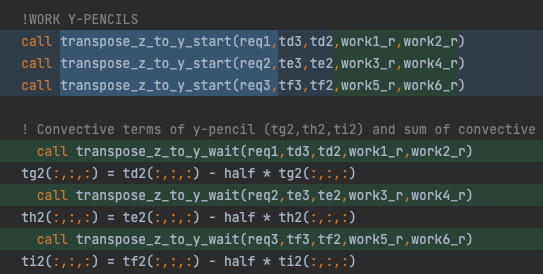 !WORK Y-PENCILS
call transpose_z_to_y_start(req1,td3,td2,work1_r,work2_r)
call transpose_z_to_y_start(req2,te3,te2,work3_r,work4_r)
call transpose_z_to_y_start(req3,tf3,tf2,work5_r,work6_r)
! Convective terms of y-pencil (tg2,th2,ti2) and sum of convective
call transpose_z_to_y_wait(req1,td3,td2,work1_r,work2_r)
tg2(:,:,:) = td2(:,:,:) - half * tg2(:,:,:)
call transpose_z_to_y_wait(req2,te3,te2,work3_r,work4_r)
th2(:,:,:) = te2(:,:,:) - half * th2(:,:,:)
call transpose_z_to_y_wait(req3,tf3,tf2,work5_r,work6_r)
ti2(:,:,:) = tf2(:,:,:) - half * ti2(:,:,:)